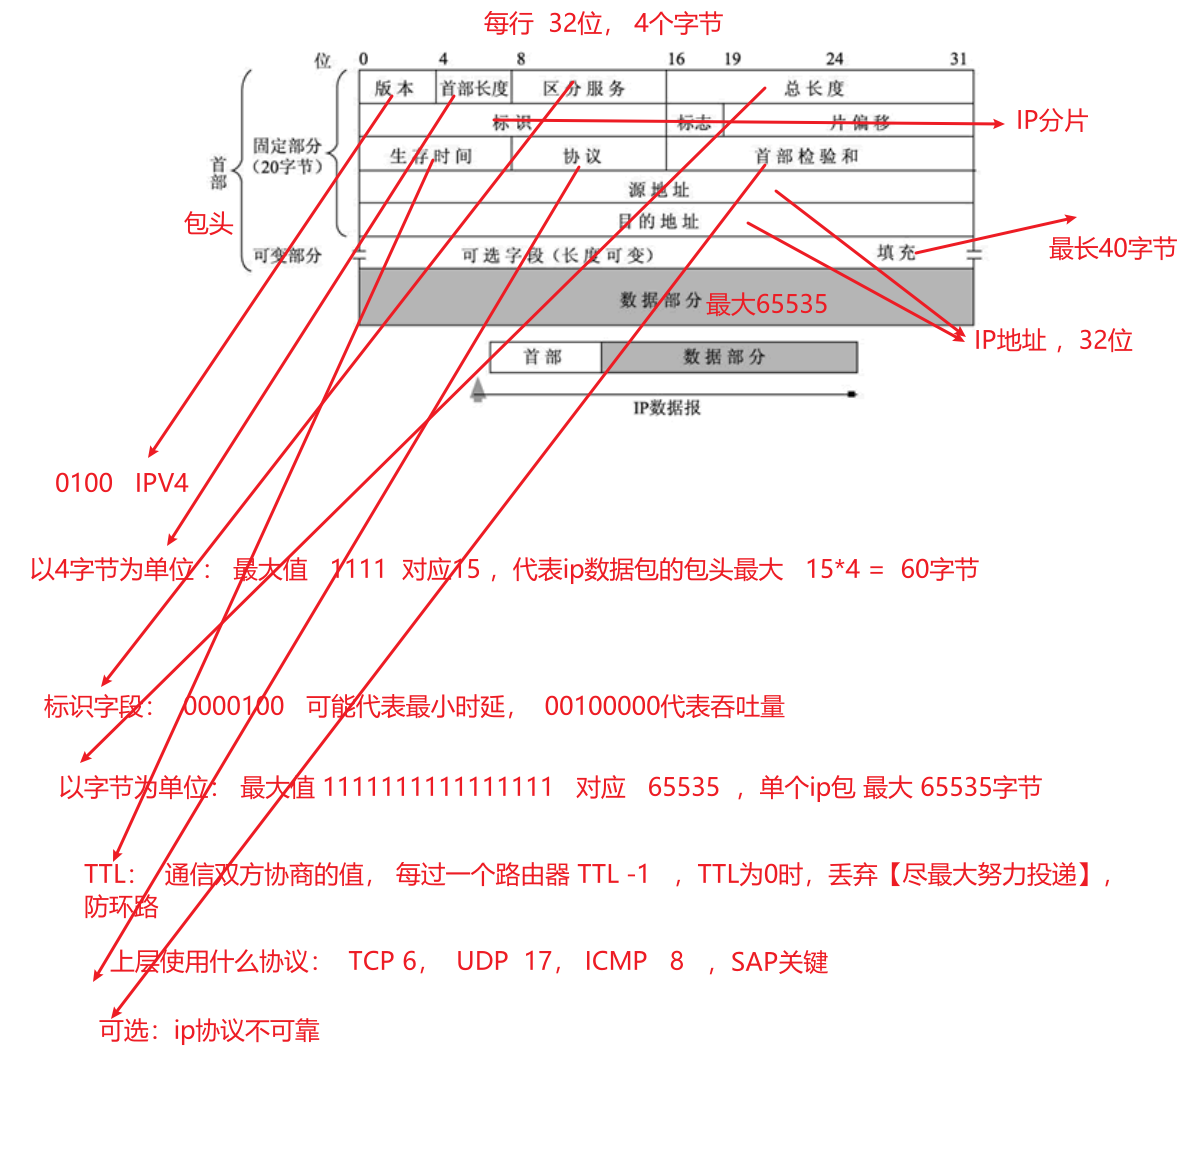 每行 32位， 4个字节
位 0 4 8 16 19 24 31
版本 首部长度 区分服务 总长度
标识 标志 片偏移
IP分片
固定部分
（20字节）
首部
生存时间 协议 首部检验和
源地址
目的地址
包头
可变部分
可选字段（长度可变） 填充
最长40字节
数据部分 最大65535
IP地址 ，32位
首部 数据部分
IP数据报
0100 IPV4
以4字节为单位 ： 最大值 1111 对应15 ，代表ip数据包的包头最大 15*4 = 60字节
标识字段： 0000100 可能代表最小时延， 00100000代表吞吐量
以字节为单位： 最大值 1111111111111111 对应 65535 ，单个ip包 最大 65535字节
TTL： 通信双方协商的值， 每过一个路由器 TTL -1 ，TTL为0时，丢弃【尽最大努力投递】，
防环路
上层使用什么协议： TCP 6， UDP 17， ICMP 8 ，SAP关键
可选：ip协议不可靠